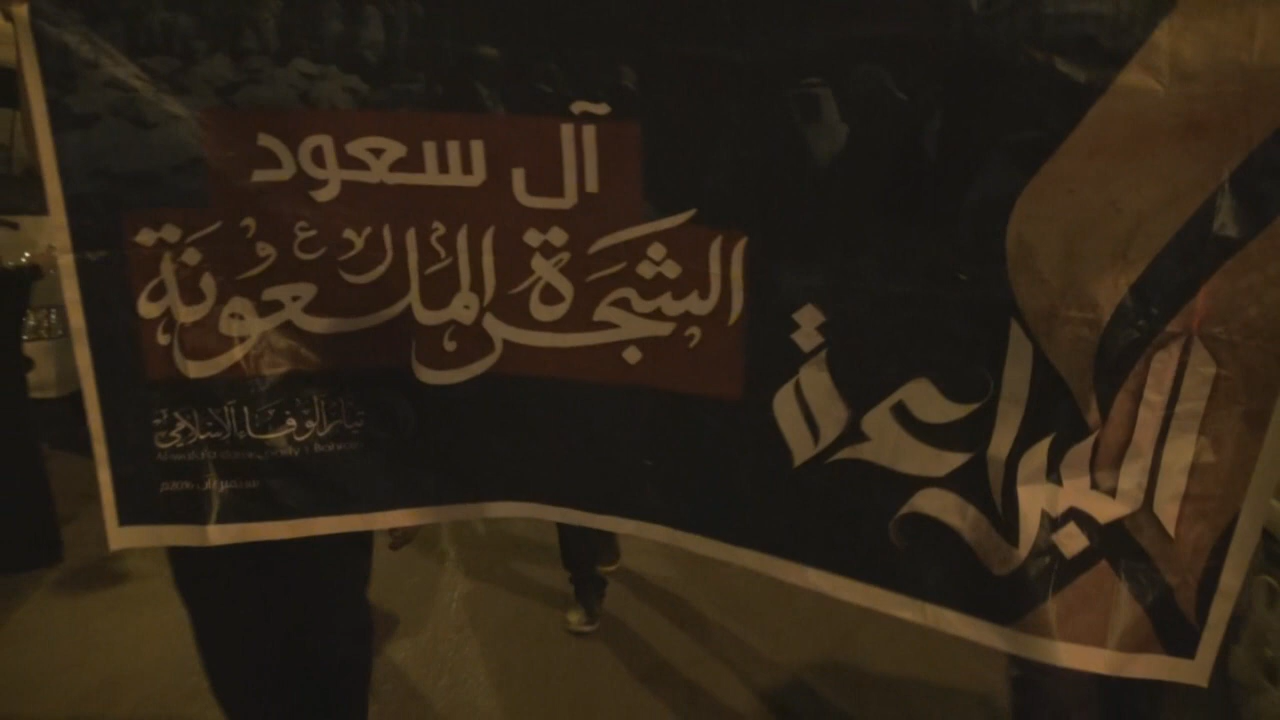 آل سعود
الشجرة الملعونة
البراءة
تيار الوفاء الإسلامي